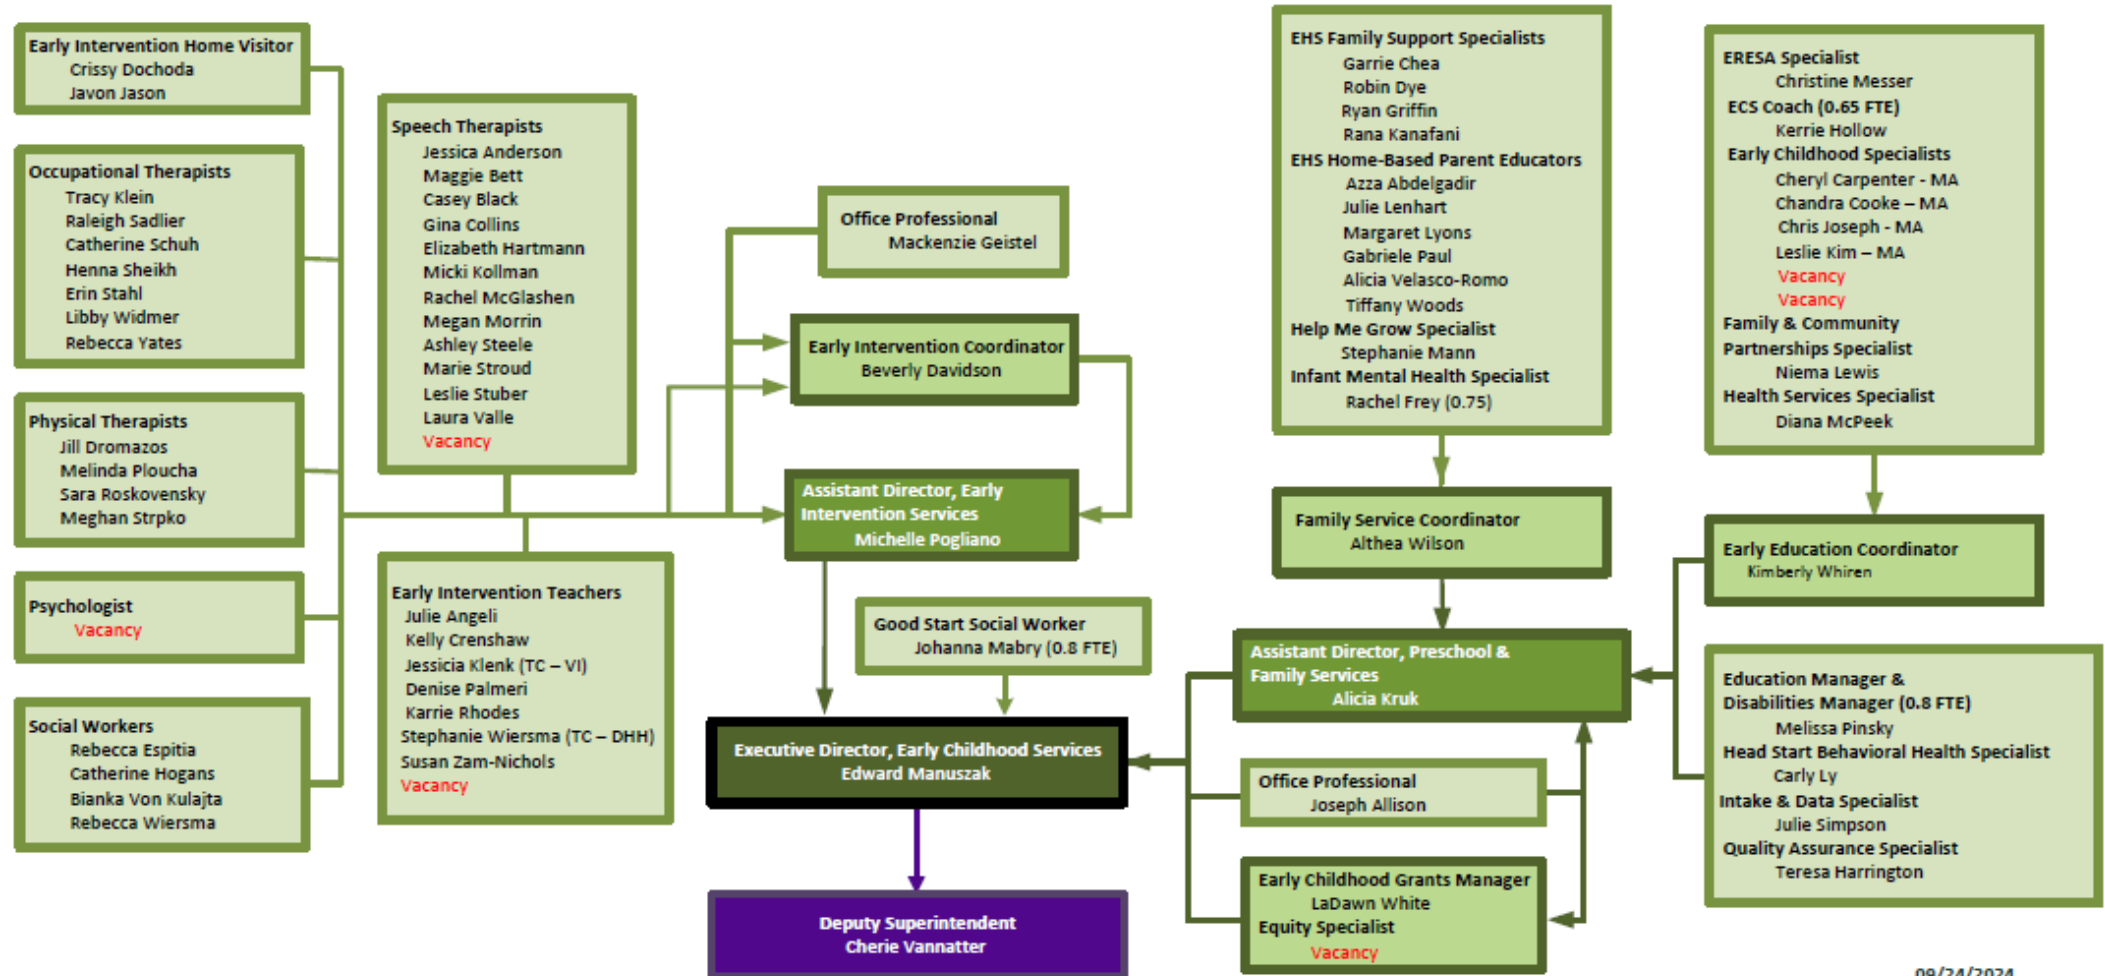 Early Intervention Home Visitor
Crissy Dochoda
Javon Jason
Occupational Therapists
Tracy Klein
Raleigh Sadlier
Catherine Schuh
Henna Sheikh
Erin Stahl
Libby Widmer
Rebecca Yates
Physical Therapists
Jill Dromazos
Melinda Ploucha
Sara Roskovensky
Meghan Strpko
Psychologist
Vacancy
Social Workers
Rebecca Espitia
Catherine Hogans
Bianka Von Kulajta
Rebecca Wiersma
Speech Therapists
Jessica Anderson
Maggie Bett
Casey Black
Gina Collins
Elizabeth Hartmann
Micki Kollman
Rachel McGlashen
Megan Morrin
Ashley Steele
Marie Stroud
Leslie Stuber
Laura Valle
Vacancy
Early Intervention Teachers
Julie Angeli
Kelly Crenshaw
Jessicia Klenk (TC – VI)
Denise Palmeri
Karrie Rhodes
Stephanie Wiersma (TC – DHH)
Susan Zam-Nichols
Vacancy
Office Professional
Mackenzie Geistel
Early Intervention Coordinator
Beverly Davidson
Assistant Director, Early
Intervention Services
Michelle Pogliano
Good Start Social Worker
Johanna Mabry (0.8 FTE)
Executive Director, Early Childhood Services
Edward Manuszak
Deputy Superintendent
Cherie Vannatter
EHS Family Support Specialists
Garrie Chea
Robin Dye
Ryan Griffin
Rana Kanafani
EHS Home-Based Parent Educators
Azza Abdelgadir
Julie Lenhart
Margaret Lyons
Gabriele Paul
Alicia Velasco-Romo
Tiffany Woods
Help Me Grow Specialist
Stephanie Mann
Infant Mental Health Specialist
Rachel Frey (0.75)
Family Service Coordinator
Althea Wilson
Assistant Director, Preschool &
Family Services
Alicia Kruk
Office Professional
Joseph Allison
Early Childhood Grants Manager
LaDawn White
Equity Specialist
Vacancy
ERESA Specialist
Christine Messer
ECS Coach (0.65 FTE)
Kerrie Hollow
Early Childhood Specialists
Cheryl Carpenter - MA
Chandra Cooke – MA
Chris Joseph - MA
Leslie Kim – MA
Vacancy
Vacancy
Family & Community
Partnerships Specialist
Niema Lewis
Health Services Specialist
Diana McPeek
Early Education Coordinator
Kimberly Whiren
Education Manager &
Disabilities Manager (0.8 FTE)
Melissa Pinsky
Head Start Behavioral Health Specialist
Carly Ly
Intake & Data Specialist
Julie Simpson
Quality Assurance Specialist
Teresa Harrington
09/24/2024